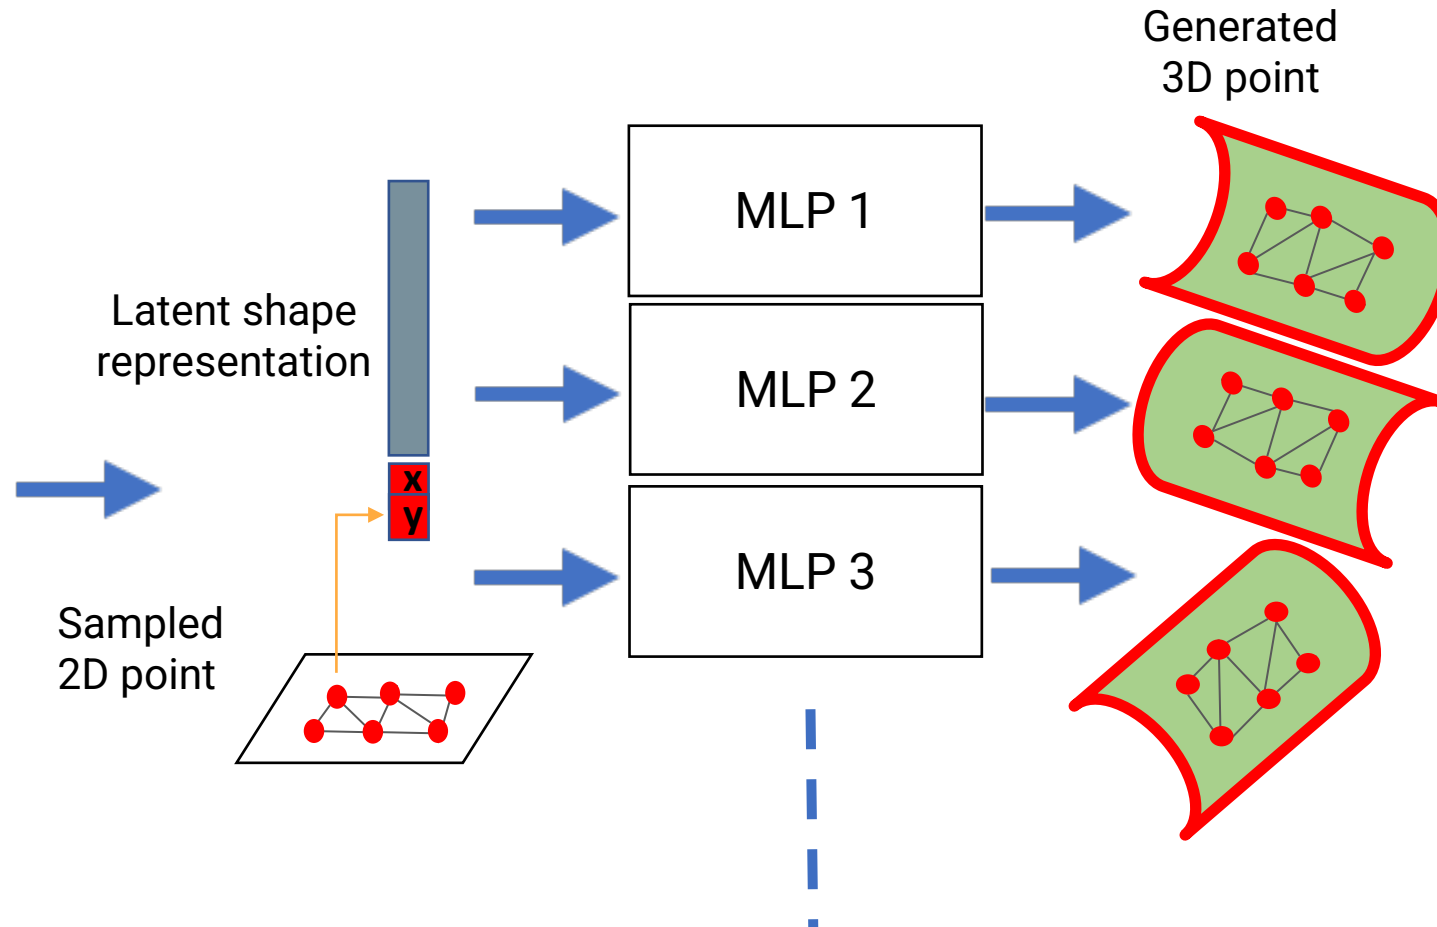 Generated
3D point
MLP 1
Latent shape
representation
MLP 2
x
y
MLP 3
Sampled
2D point